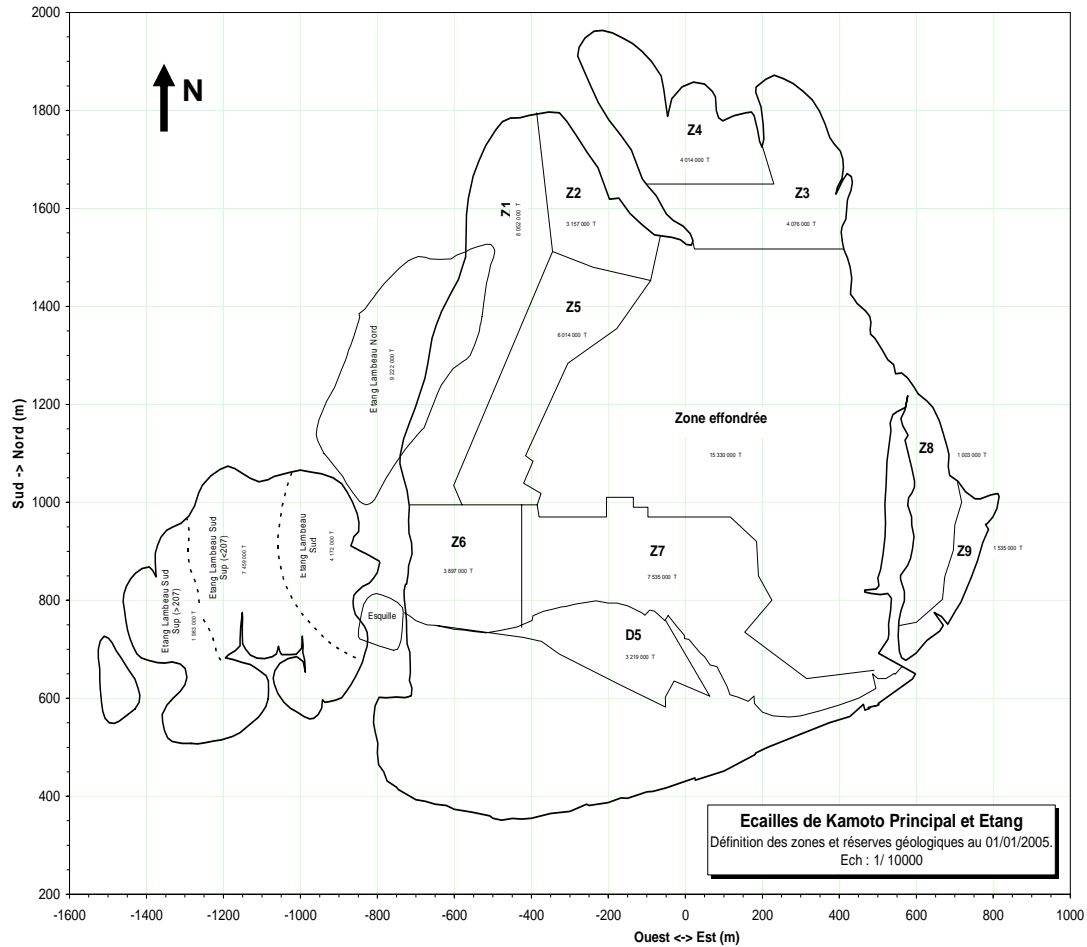 2000
1800
1600
1400
1200
1000
800
600
400
200
Sud -> Nord (m)
N
Z4
4 014 000 T
Z3
4 076 000 T
Z2
3 157 000 T
Z1
Z5
6 014 000 T
Etang Lambeau Nord
9 222 000 T
Zone effondrée
15 330 000 T
Z8
1 003 000 T
Z9
1 535 000 T
Etang Lambeau Sud
Sup (>207)
1 983 000 T
Etang Lambeau Sud
Sup (<207)
7 459 000 T
Etang Lambeau
Sud
4 172 000 T
Z6
3 897 000 T
Z7
7 535 000 T
Esquille
D5
3 219 000 T
Ecailles de Kamoto Principal et Etang
Définition des zones et réserves géologiques au 01/01/2005.
Ech : 1/ 10000
-1600 -1400 -1200 -1000 -800 -600 -400 -200 0 200 400 600 800 1000
Ouest <-> Est (m)